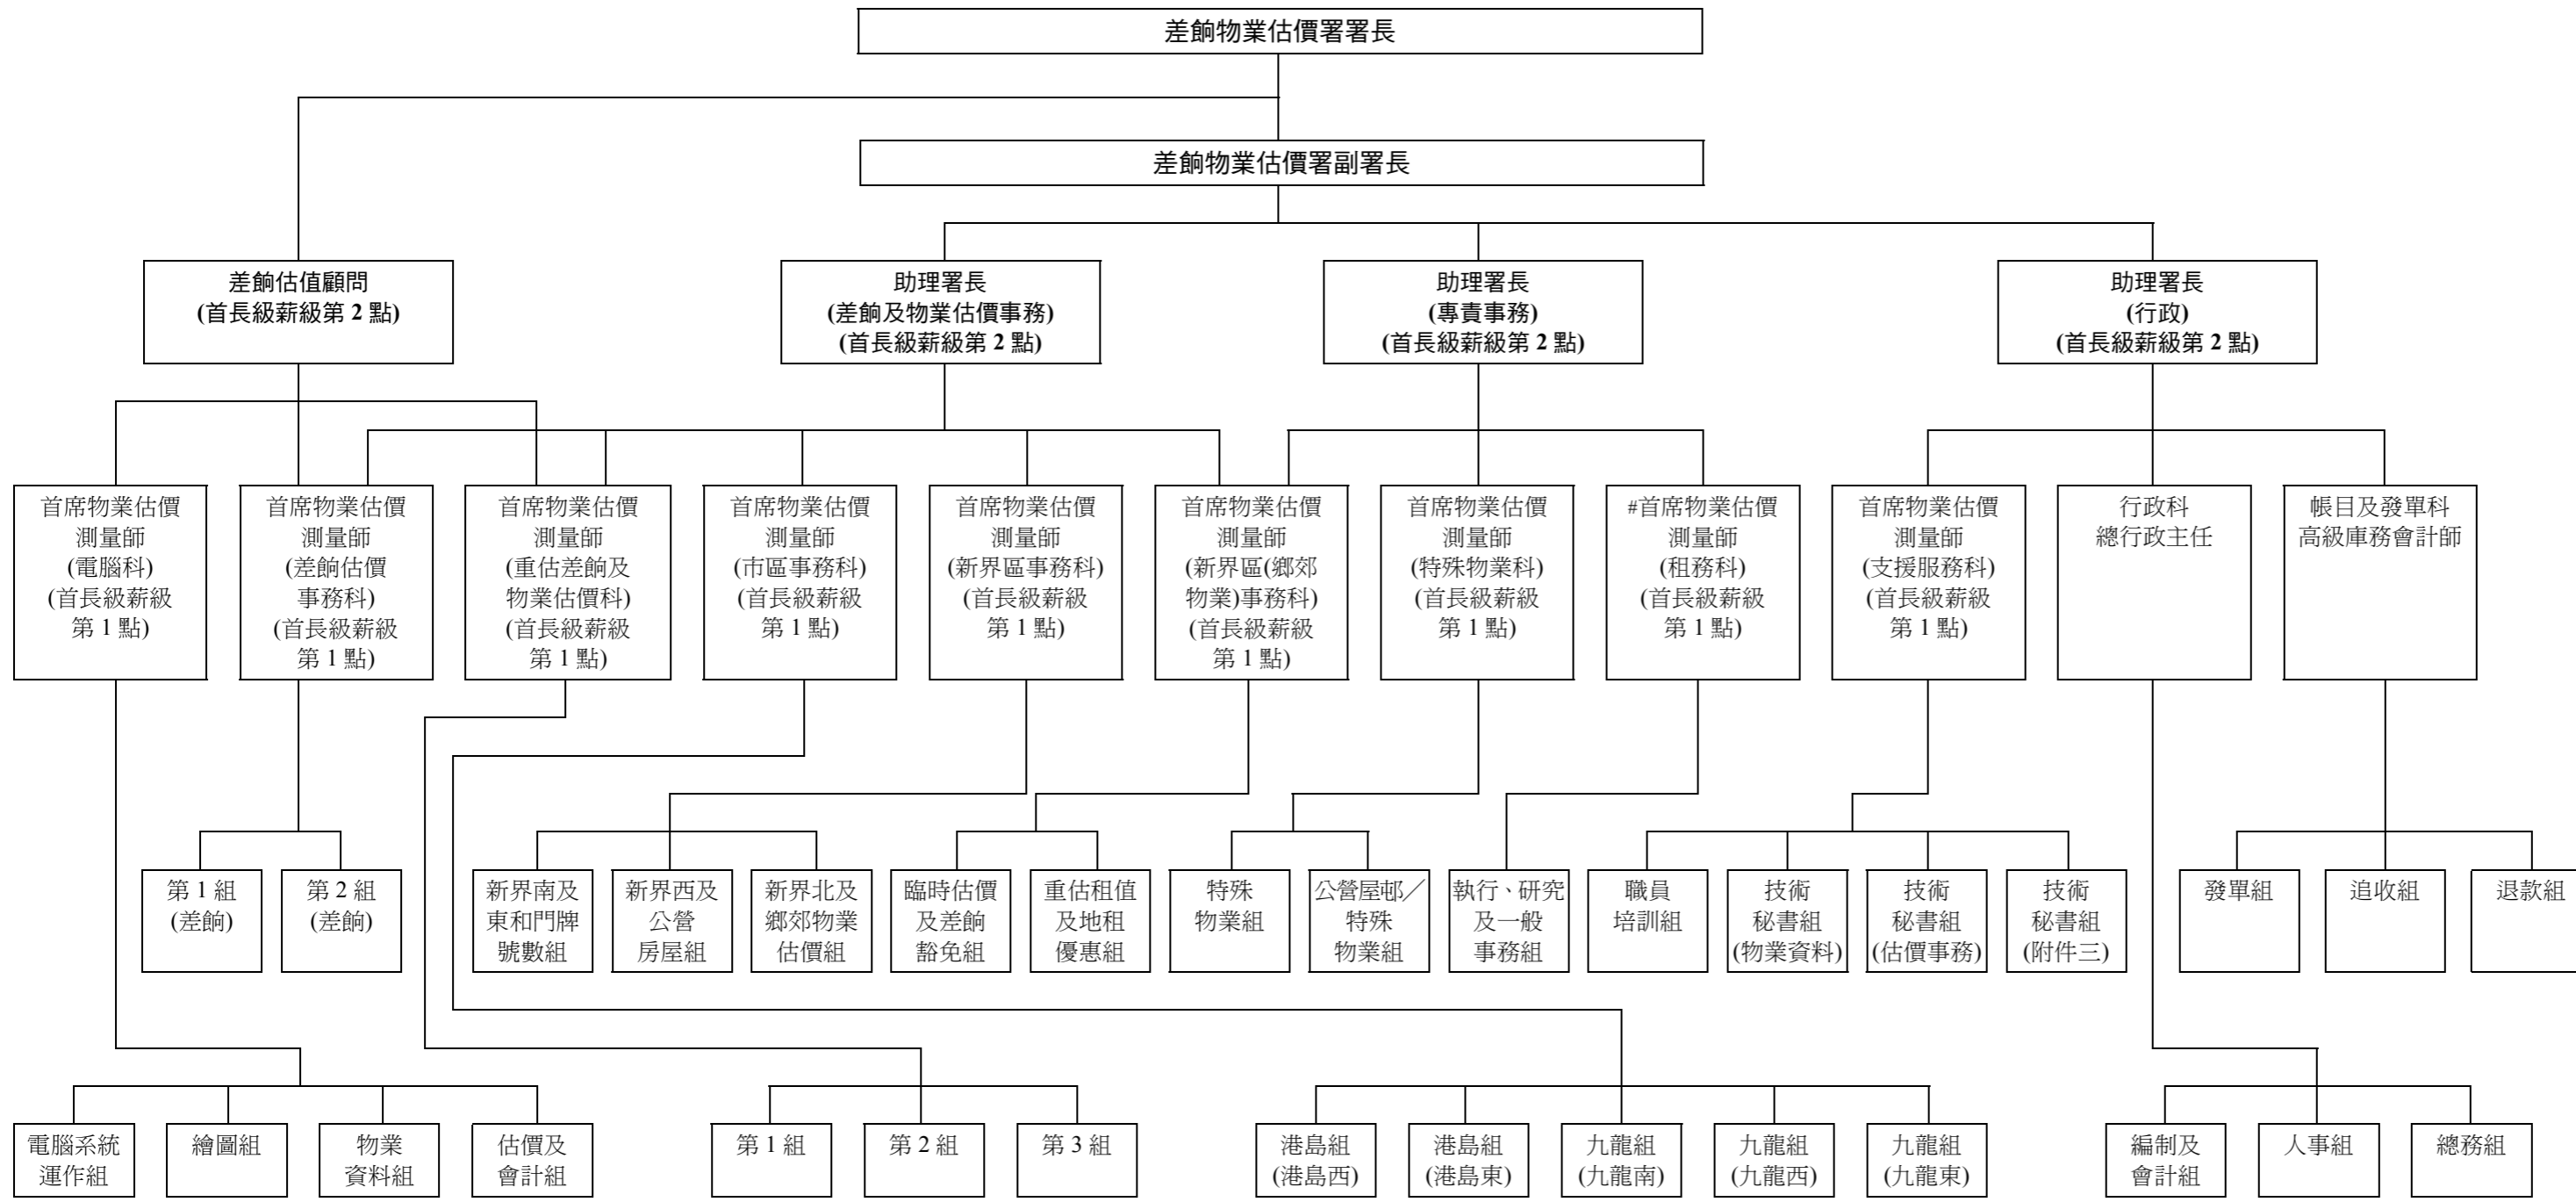 差餉物業估價署署長
差餉物業估價署副署長
差餉估值顧問
(首長級薪級第 2 點)
助理署長
(差餉及物業估價事務)
(首長級薪級第 2 點)
助理署長
(專責事務)
(首長級薪級第 2 點)
助理署長
(行政)
(首長級薪級第 2 點)
首席物業估價
測量師
(電腦科)
(首長級薪級
第 1 點)
首席物業估價
測量師
(差餉估價
事務科)
(首長級薪級
第 1 點)
首席物業估價
測量師
(重估差餉及
物業估價科)
(首長級薪級
第 1 點)
首席物業估價
測量師
(市區事務科)
(首長級薪級
第 1 點)
首席物業估價
測量師
(新界區事務科)
(首長級薪級
第 1 點)
首席物業估價
測量師
(新界區(鄉郊
物業)事務科)
(首長級薪級
第 1 點)
首席物業估價
測量師
(特殊物業科)
(首長級薪級
第 1 點)
#首席物業估價
測量師
(租務科)
(首長級薪級
第 1 點)
首席物業估價
測量師
(支援服務科)
(首長級薪級
第 1 點)
行政科
總行政主任
帳目及發單科
高級庫務會計師
第 1 組
(差餉)
第 2 組
(差餉)
新界南及
東和門牌
號數組
新界西及
公營
房屋組
新界北及
鄉郊物業
估價組
臨時估價
及差餉
豁免組
重估租值
及地租
優惠組
特殊
物業組
公營屋邨／
特殊
物業組
執行、研究
及一般
事務組
職員
培訓組
技術
秘書組
(物業資料)
技術
秘書組
(估價事務)
技術
秘書組
(附件三)
發單組
追收組
退款組
電腦系統
運作組
繪圖組
物業
資料組
估價及
會計組
第 1 組
第 2 組
第 3 組
港島組
(港島西)
港島組
(港島東)
九龍組
(九龍南)
九龍組
(九龍西)
九龍組
(九龍東)
編制及
會計組
人事組
總務組